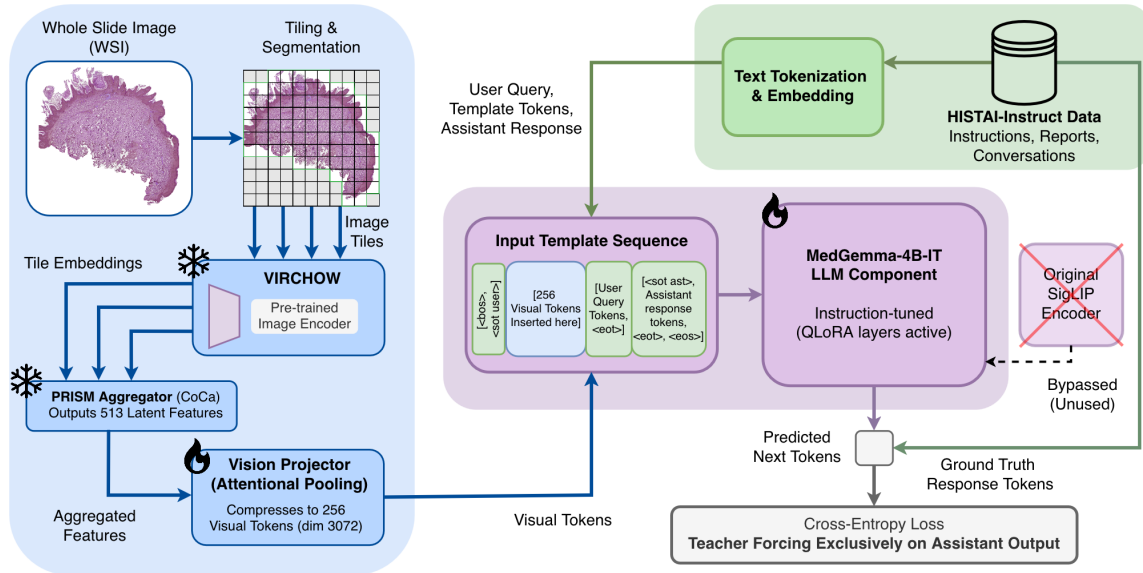 Whole Slide Image
(WSI)
Tiling &
Segmentation
Image
Tiles
Tile Embeddings
VIRCHOW
Pre-trained
Image Encoder
PRISM Aggregator (CoCa)
Outputs 513 Latent Features
Aggregated
Features
Vision Projector
(Attentional Pooling)
Compresses to 256
Visual Tokens (dim 3072)
Visual Tokens
User Query,
Template Tokens,
Assistant Response
Text Tokenization
& Embedding
HISTAI-Instruct Data
Instructions, Reports,
Conversations
Input Template Sequence
[<bos>,
<sot user>]
[256
Visual Tokens
Inserted here]
[User
Query
Tokens,
<eot>]
[<sot ast>,
Assistant
response
tokens,
<eot>, <eos>]
MedGemma-4B-IT
LLM Component
Instruction-tuned
(QLoRA layers active)
Original
SigLIP
Encoder
Bypassed
(Unused)
Predicted
Next Tokens
Ground Truth
Response Tokens
Cross-Entropy Loss
Teacher Forcing Exclusively on Assistant Output